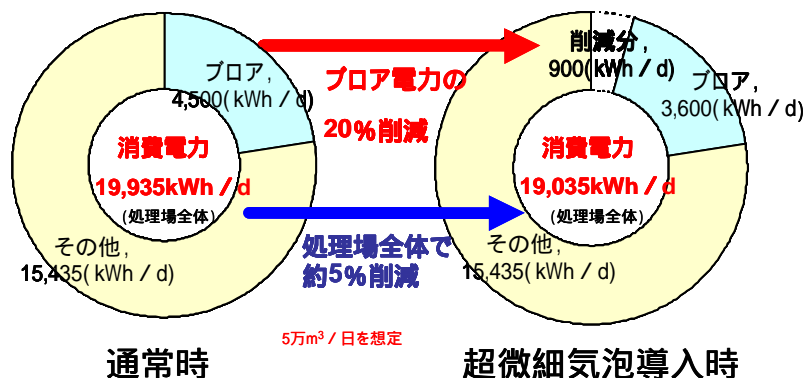 ブロア,
4,500(kWh/d)
消費電力
19,935kWh/d
(処理場全体)
その他,
15,435(kWh/d)
通常時
ブロア電力の
20%削減
処理場全体で
約5%削減
5万m³/日を想定
削減分,
900(kWh/d)
ブロア,
3,600(kWh/d)
消費電力
19,035kWh/d
(処理場全体)
その他,
15,435(kWh/d)
超微細気泡導入時